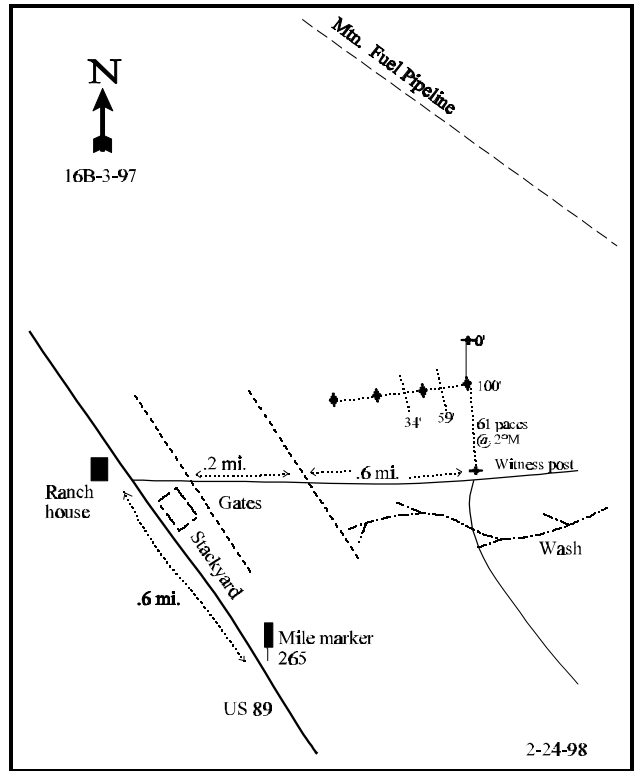 Mtn. Fuel Pipeline
N
16B-3-97
0'
100'
34'
59'
61 paces
@ 2°M
Witness post
.2 mi.
.6 mi.
Ranch
house
Gates
Stackyard
Wash
.6 mi.
Mile marker
265
US 89
2-24-98